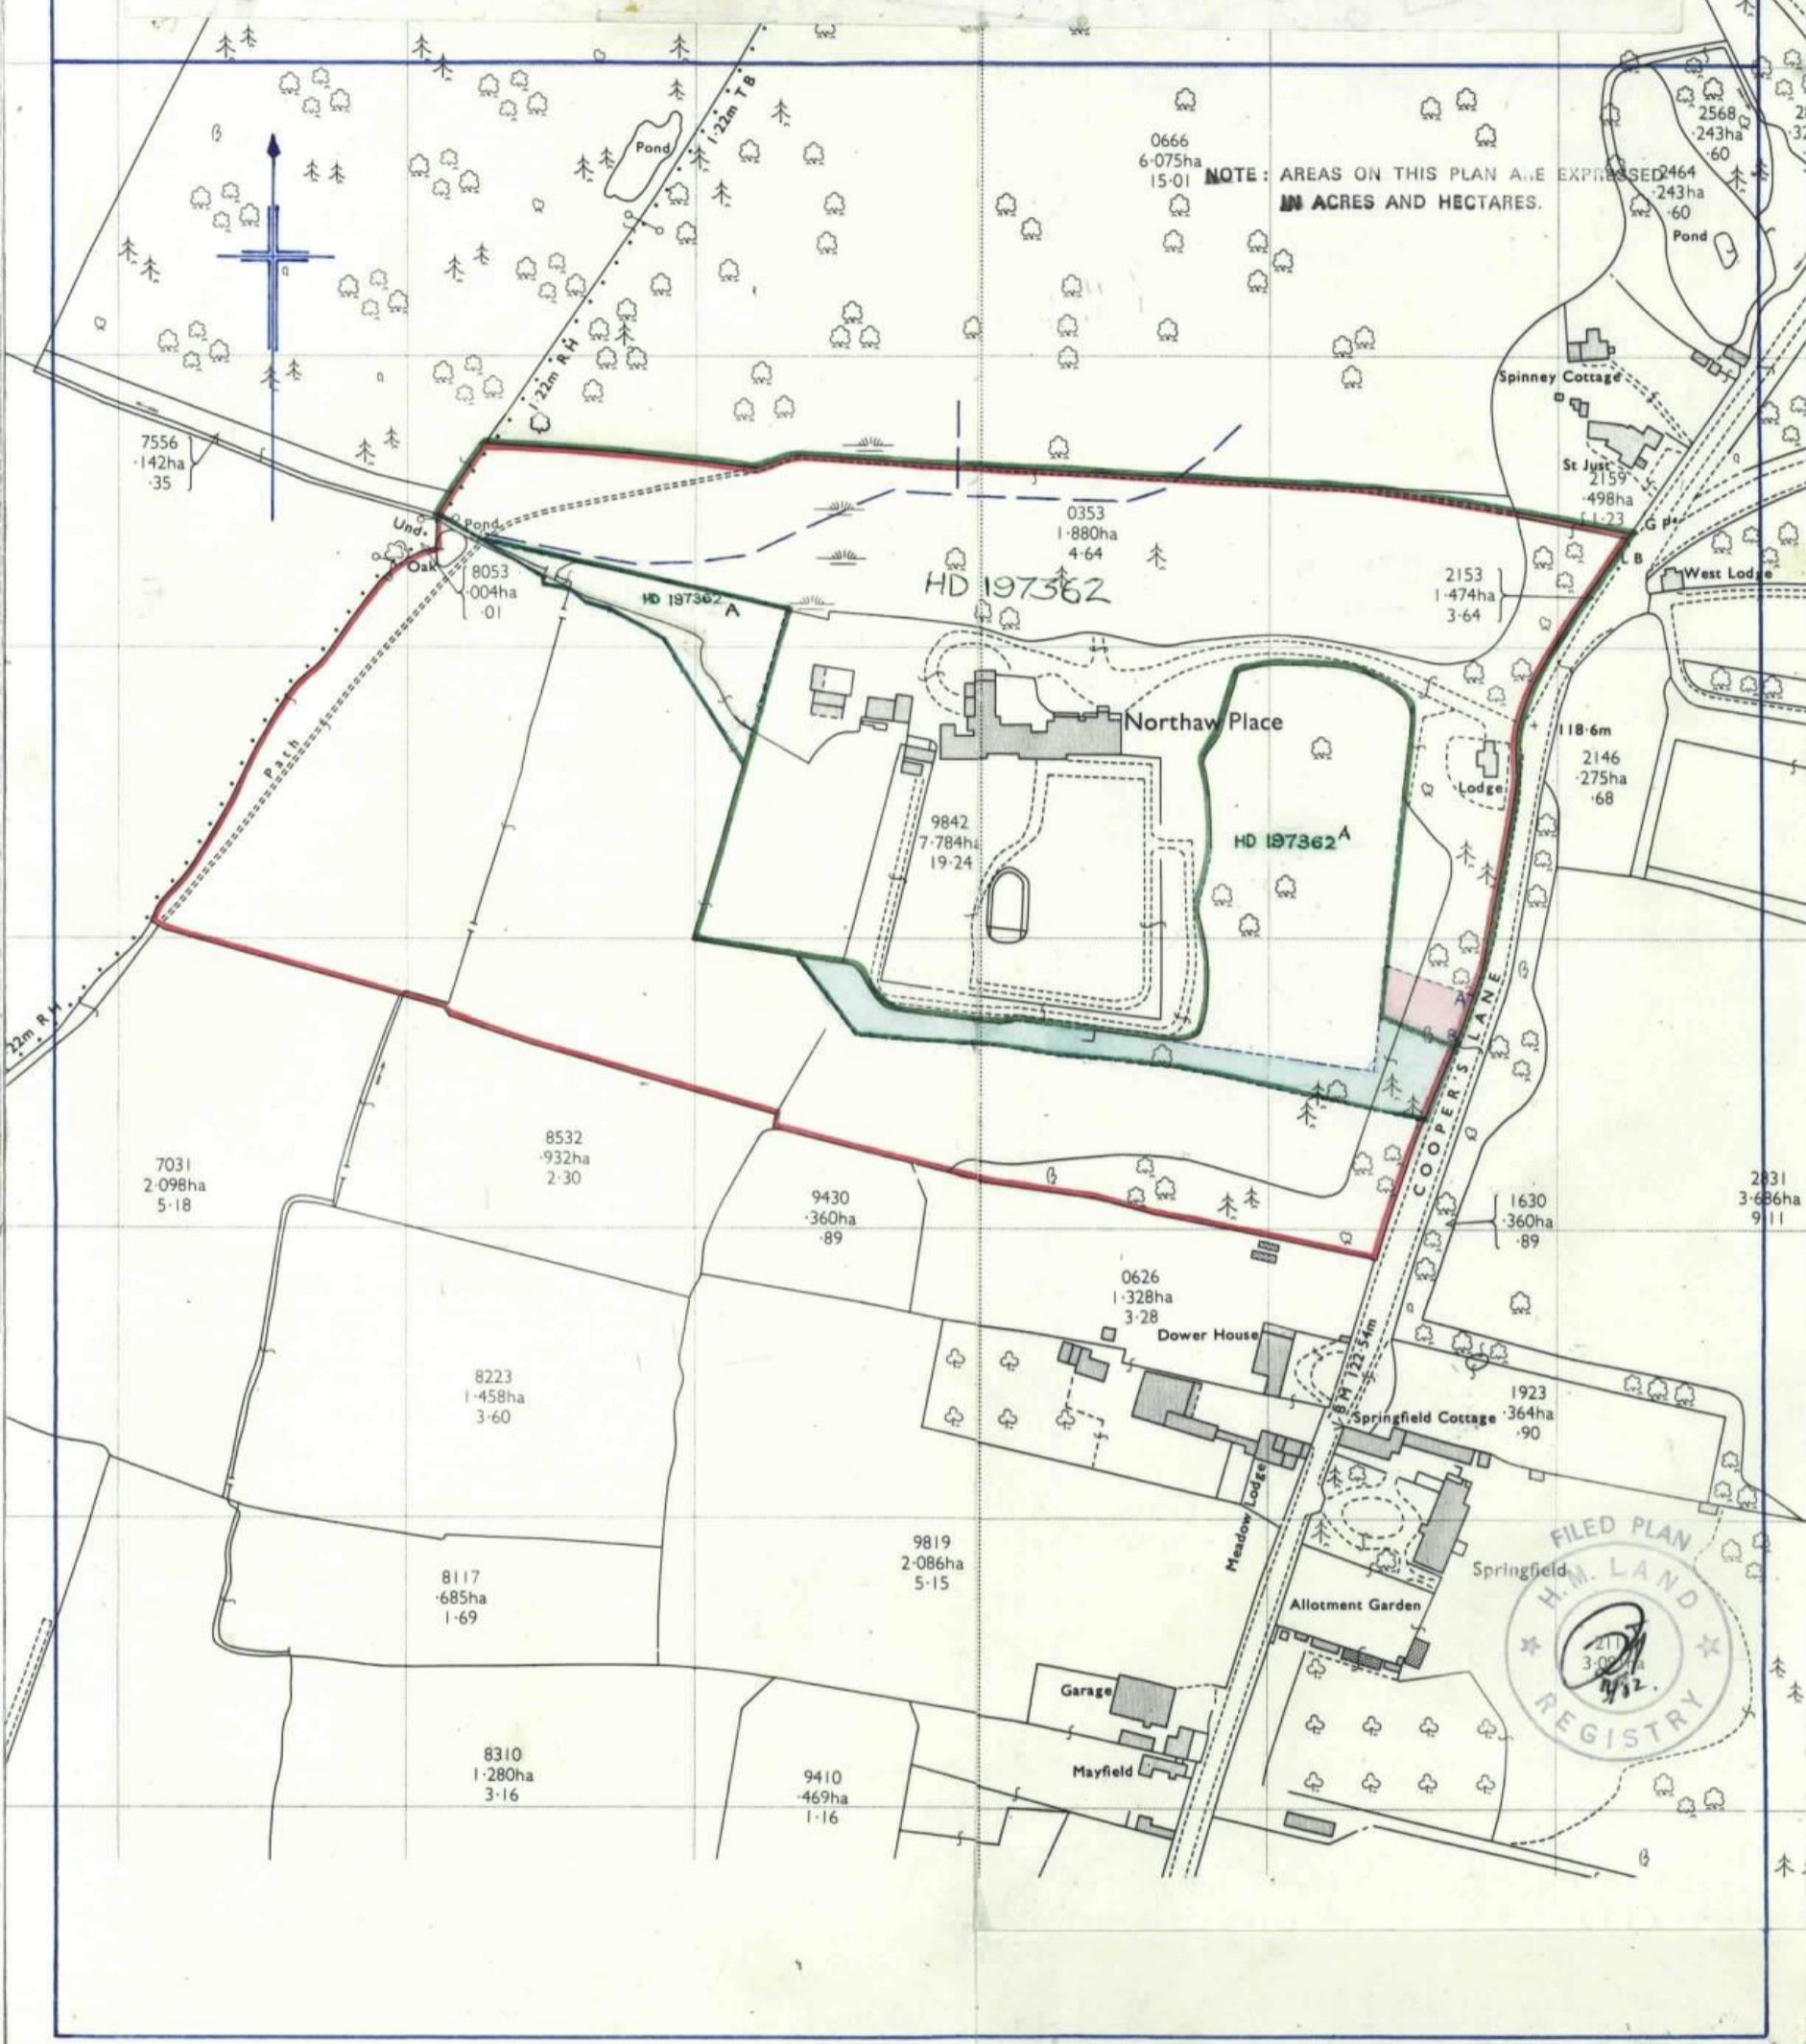 Pond
1·22m T B
0666
6·075ha
15·01
NOTE: AREAS ON THIS PLAN ARE EXPRESSED
IN ACRES AND HECTARES.
2568
·243ha
·60
2464
·243ha
·60
Pond
1·22m R H
Spinney Cottage
St Just
2159
·498ha
1·23
G P
L B
West Lodge
7556
·142ha
·35
Und
Pond
Oak
8053
·004ha
·01
0353
1·880ha
4·64
HD 197362
HD 197362 A
2153
1·474ha
3·64
Path
Northaw Place
118·6m
2146
·275ha
·68
Lodge
9842
7·784ha
19·24
HD 197362 A
A
B
COOPER'S LANE
22m R H
7031
2·098ha
5·18
8532
·932ha
2·30
9430
·360ha
·89
1630
·360ha
·89
2831
3·686ha
9·11
0626
1·328ha
3·28
Dower House
B M 122·54m
8223
1·458ha
3·60
1923
·364ha
·90
Springfield Cottage
Meadow Lodge
9819
2·086ha
5·15
8117
·685ha
1·69
Springfield
Allotment Garden
FILED PLAN
H.M. LAND
REGISTRY
Garage
Mayfield
8310
1·280ha
3·16
9410
·469ha
1·16